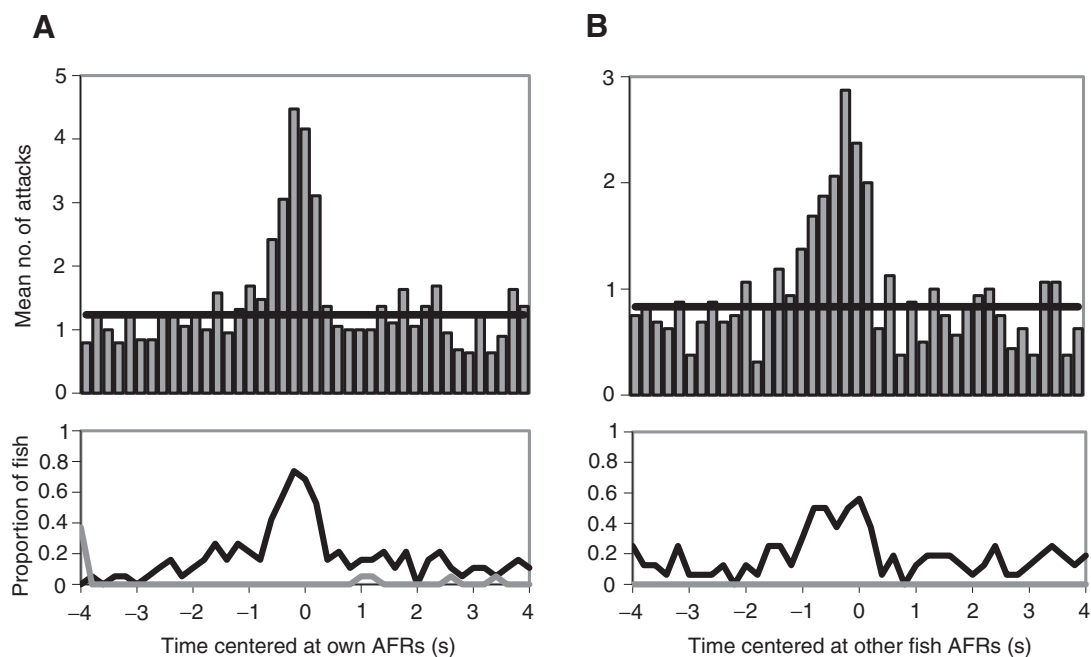 A
B
Mean no. of attacks
5
4
3
2
1
0
3
2
1
0
Proportion of fish
1
0.8
0.6
0.4
0.2
0
–4 –3 –2 –1 0 1 2 3 4
Time centered at own AFRs (s)
1
0.8
0.6
0.4
0.2
0
–4 –3 –2 –1 0 1 2 3 4
Time centered at other fish AFRs (s)